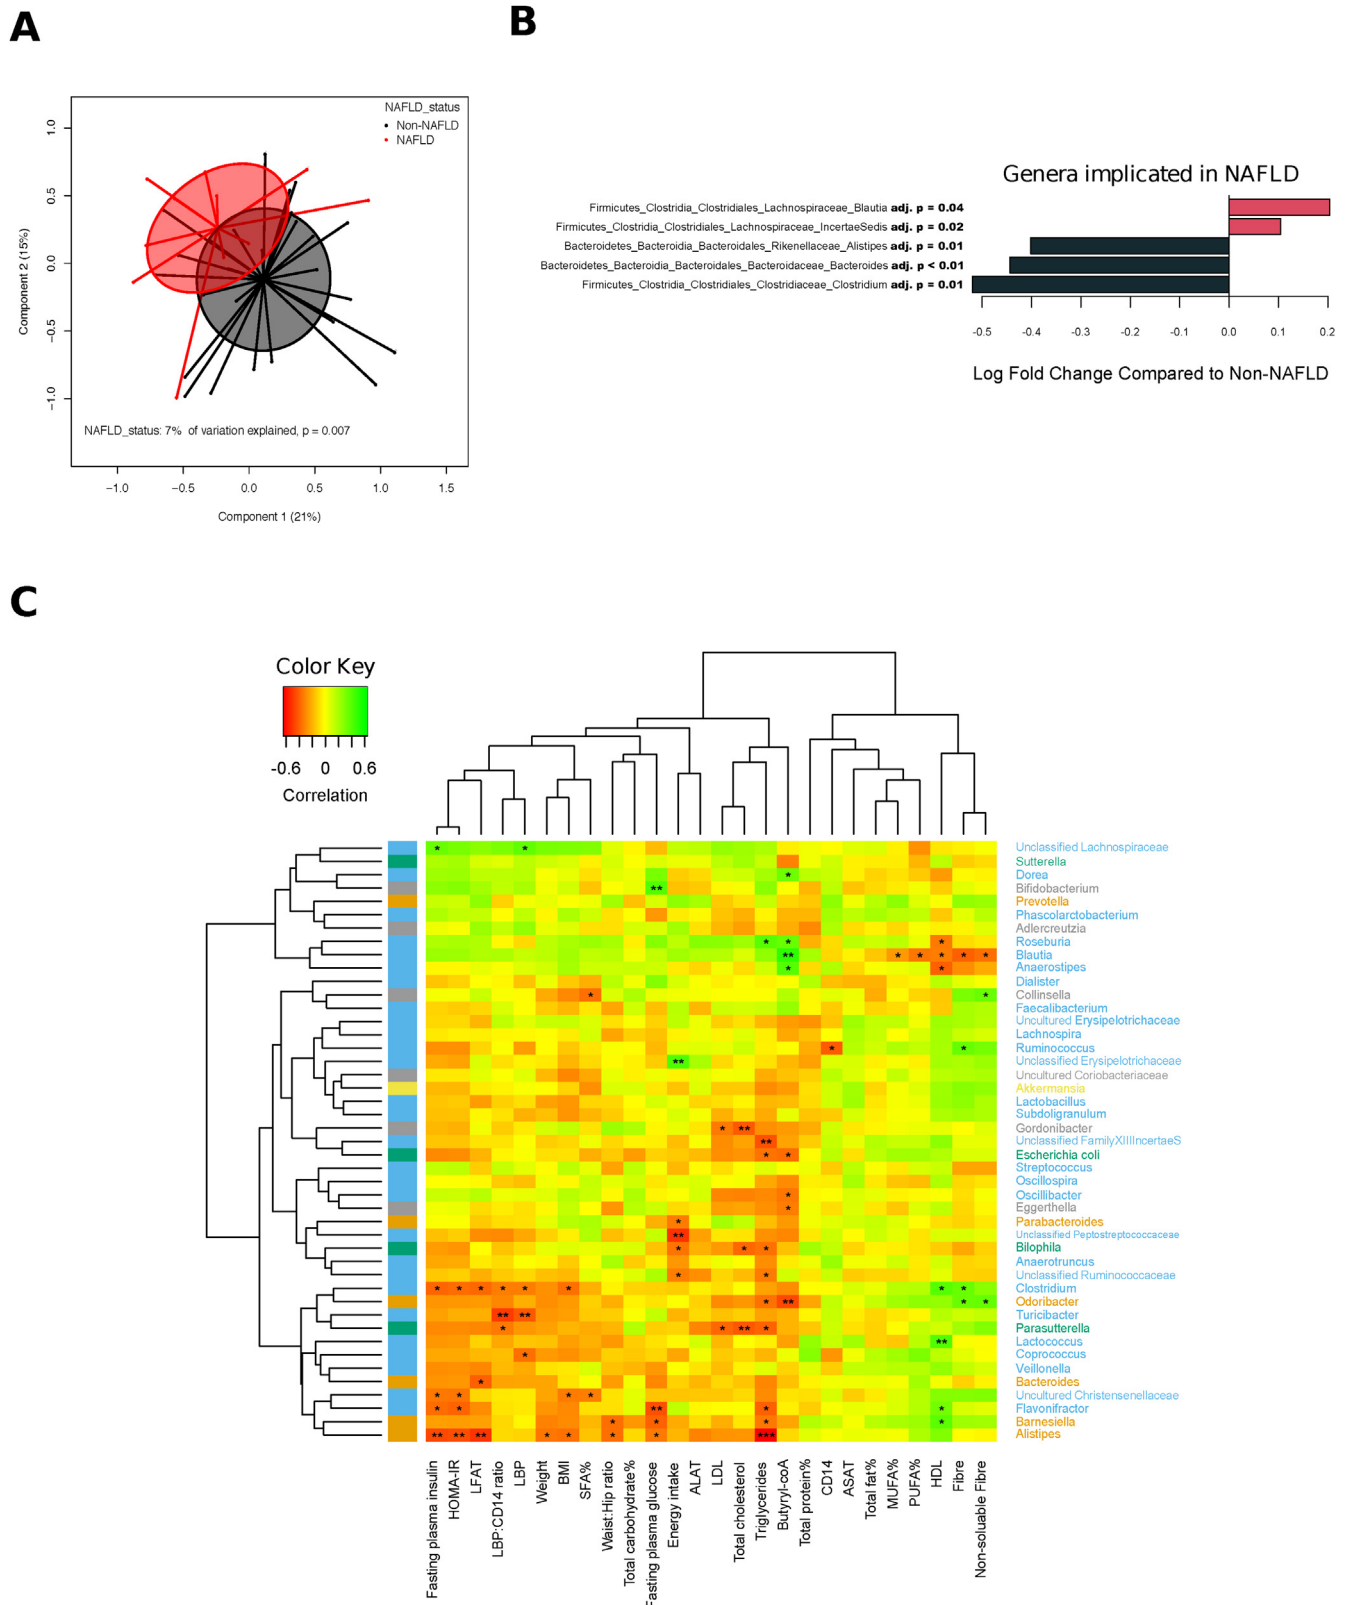 A
B
NAFLD_status
Non-NAFLD
NAFLD
1.0
0.5
0.0
−0.5
−1.0
Component 2 (15%)
NAFLD_status: 7% of variation explained, p = 0.007
−1.0
−0.5
0.0
0.5
1.0
1.5
Component 1 (21%)
Genera implicated in NAFLD
Firmicutes_Clostridia_Clostridiales_Lachnospiraceae_Blautia adj. p = 0.04
Firmicutes_Clostridia_Clostridiales_Lachnospiraceae_IncertaeSedis adj. p = 0.02
Bacteroidetes_Bacteroidia_Bacteroidales_Rikenellaceae_Alistipes adj. p = 0.01
Bacteroidetes_Bacteroidia_Bacteroidales_Bacteroidaceae_Bacteroides adj. p < 0.01
Firmicutes_Clostridia_Clostridiales_Clostridiaceae_Clostridium adj. p = 0.01
-0.5
-0.4
-0.3
-0.2
-0.1
0.0
0.1
0.2
Log Fold Change Compared to Non-NAFLD
C
Color Key
-0.6 0 0.6
Correlation
Unclassified Lachnospiraceae
Sutterella
Dorea
Bifidobacterium
Prevotella
Phascolarctobacterium
Adlercreutzia
Roseburia
Blautia
Anaerostipes
Dialister
Collinsella
Faecalibacterium
Uncultured Erysipelotrichaceae
Lachnospira
Ruminococcus
Unclassified Erysipelotrichaceae
Uncultured Coriobacteriaceae
Akkermansia
Lactobacillus
Subdoligranulum
Gordonibacter
Unclassified FamilyXIIIIncertaeS
Escherichia coli
Streptococcus
Oscillospira
Oscillibacter
Eggerthella
Parabacteroides
Unclassified Peptostreptococcaceae
Bilophila
Anaerotruncus
Unclassified Ruminococcaceae
Clostridium
Odoribacter
Turicibacter
Parasutterella
Lactococcus
Coprococcus
Veillonella
Bacteroides
Uncultured Christensenellaceae
Flavonifractor
Barnesiella
Alistipes
Fasting plasma insulin
HOMA-IR
LFAT
LBP:CD14 ratio
LBP
Weight
BMI
SFA%
Waist:Hip ratio
Total carbohydrate%
Fasting plasma glucose
Energy intake
ALAT
LDL
Total cholesterol
Triglycerides
Butyryl-coA
Total protein%
CD14
ASAT
Total fat%
MUFA%
PUFA%
HDL
Fibre
Non-soluable Fibre